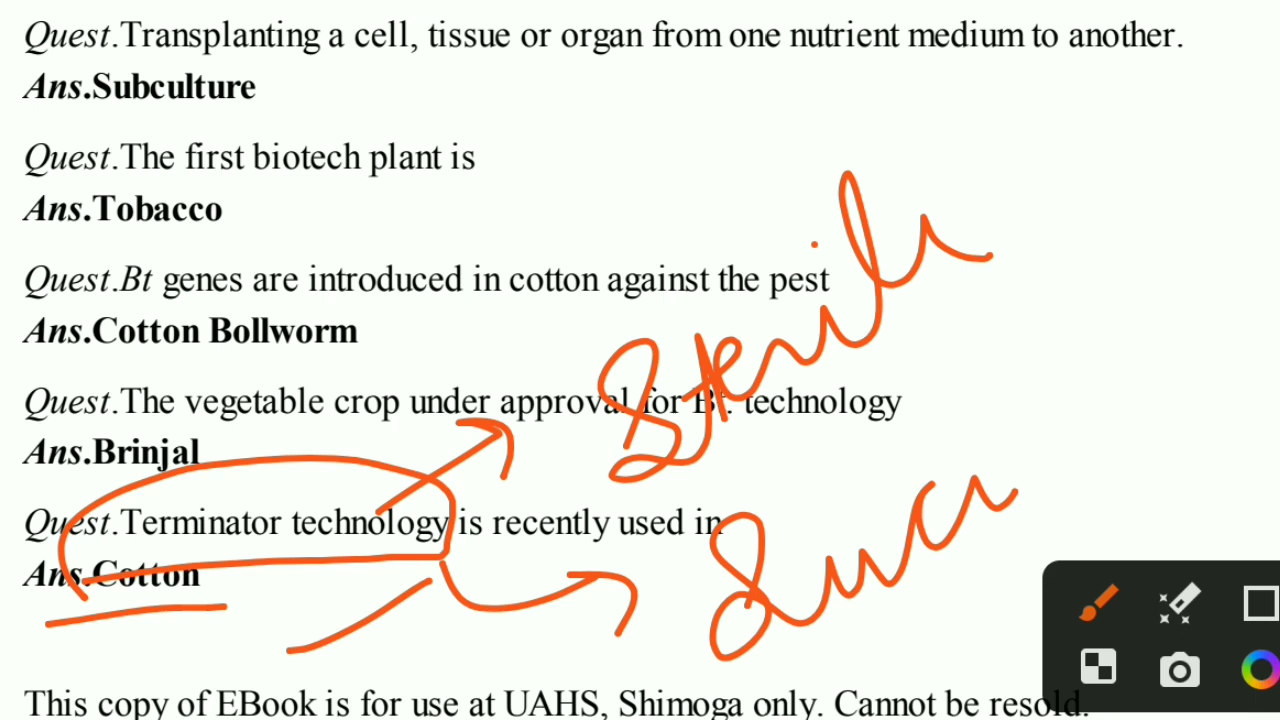 Quest.Transplanting a cell, tissue or organ from one nutrient medium to another.
Ans.Subculture
Quest.The first biotech plant is
Ans.Tobacco
Quest.Bt genes are introduced in cotton against the pest
Ans.Cotton Bollworm
Quest.The vegetable crop under approval for Bt. technology
Ans.Brinjal
Quest.Terminator technology is recently used in
Ans.Cotton
This copy of EBook is for use at UAHS, Shimoga only. Cannot be resold.